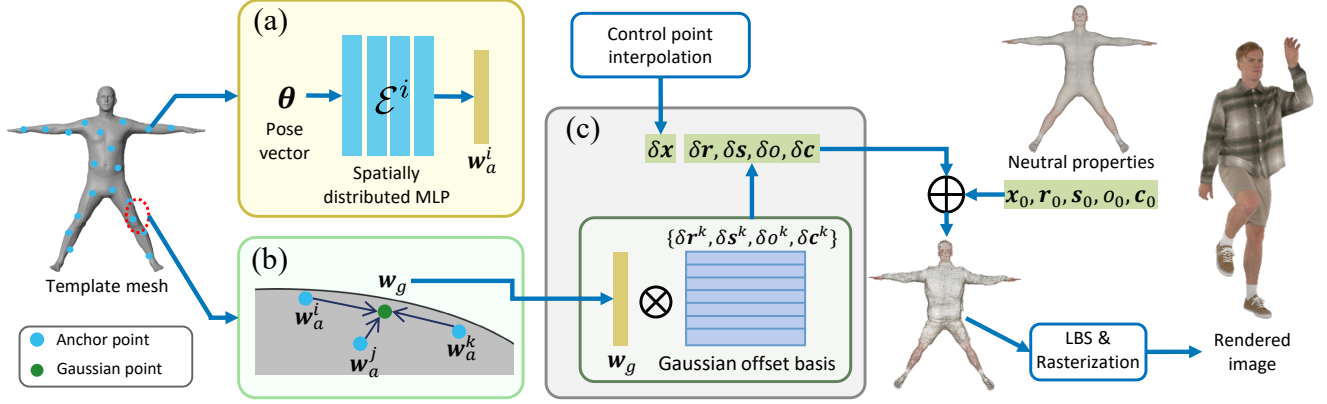 (a)
θ
Pose
vector
ℰ^i
w_a^i
Spatially
distributed MLP
Template mesh
Anchor point
Gaussian point
(b)
w_g
w_a^i
w_a^j
w_a^k
Control point
interpolation
(c)
δx δr, δs, δo, δc
{δr^k, δs^k, δo^k, δc^k}
w_g
⊗
Gaussian offset basis
Neutral properties
x_0, r_0, s_0, o_0, c_0
⊕
LBS &
Rasterization
Rendered
image